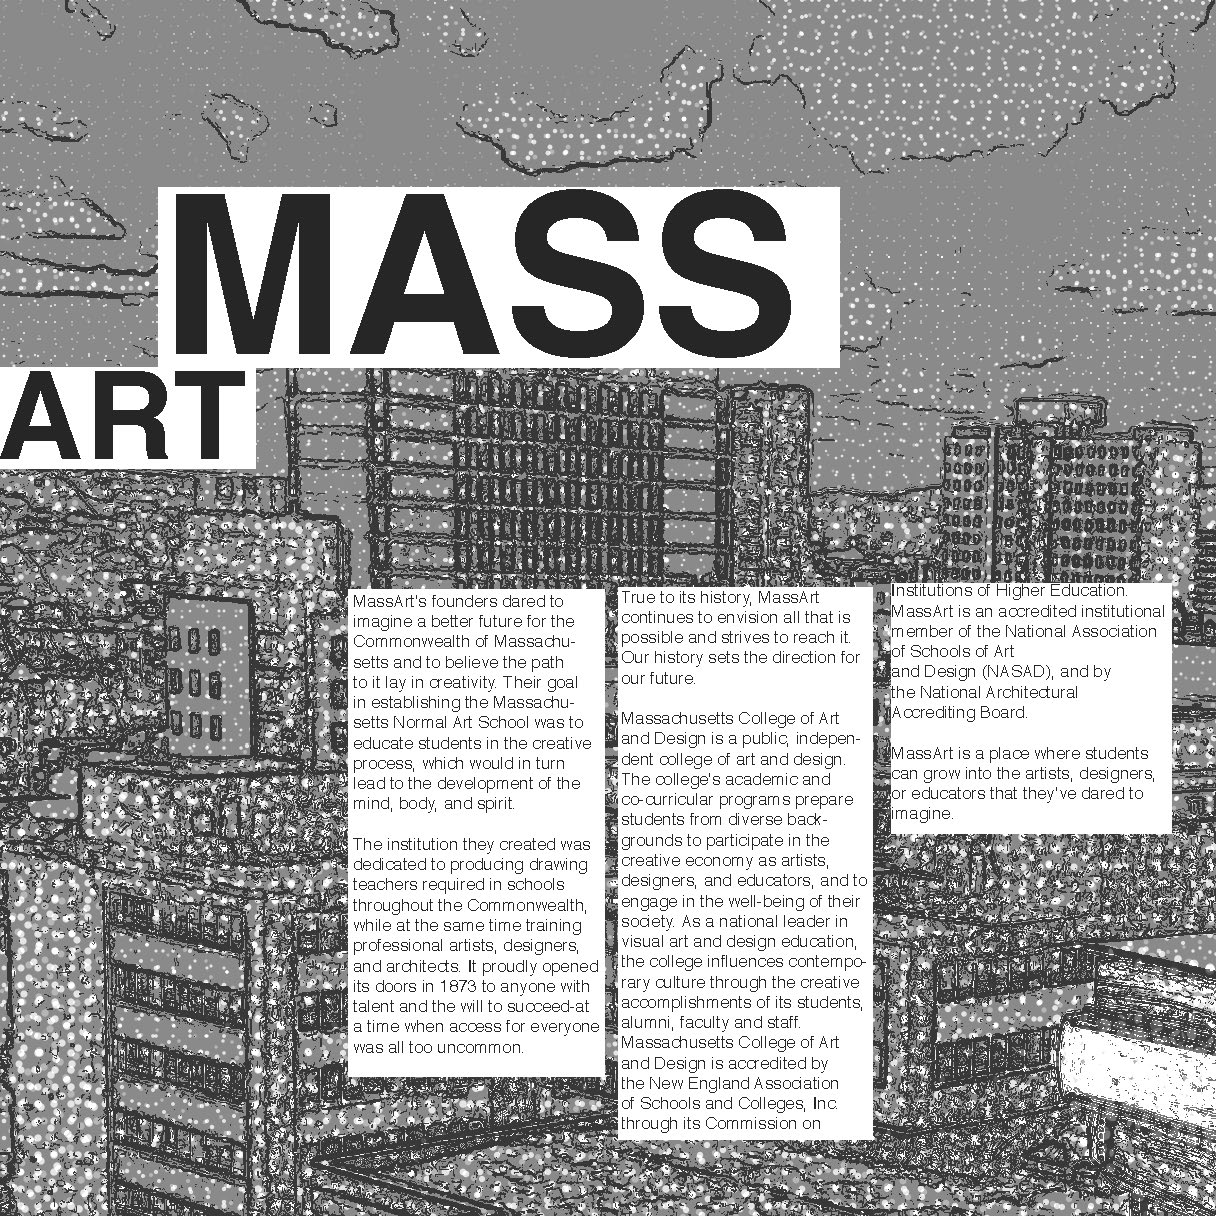 MASS
ART
MassArt's founders dared to
imagine a better future for the
Commonwealth of Massachu-
setts and to believe the path
to it lay in creativity. Their goal
in establishing the Massachu-
setts Normal Art School was to
educate students in the creative
process, which would in turn
lead to the development of the
mind, body, and spirit.
The institution they created was
dedicated to producing drawing
teachers required in schools
throughout the Commonwealth,
while at the same time training
professional artists, designers,
and architects. It proudly opened
its doors in 1873 to anyone with
talent and the will to succeed-at
a time when access for everyone
was all too uncommon.
True to its history, MassArt
continues to envision all that is
possible and strives to reach it.
Our history sets the direction for
our future.
Massachusetts College of Art
and Design is a public, indepen-
dent college of art and design.
The college's academic and
co-curricular programs prepare
students from diverse back-
grounds to participate in the
creative economy as artists,
designers, and educators, and to
engage in the well-being of their
society. As a national leader in
visual art and design education,
the college influences contempo-
rary culture through the creative
accomplishments of its students,
alumni, faculty and staff.
Massachusetts College of Art
and Design is accredited by
the New England Association
of Schools and Colleges, Inc.
through its Commission on
Institutions of Higher Education.
MassArt is an accredited institutional
member of the National Association
of Schools of Art
and Design (NASAD), and by
the National Architectural
Accrediting Board.
MassArt is a place where students
can grow into the artists, designers,
or educators that they've dared to
imagine.